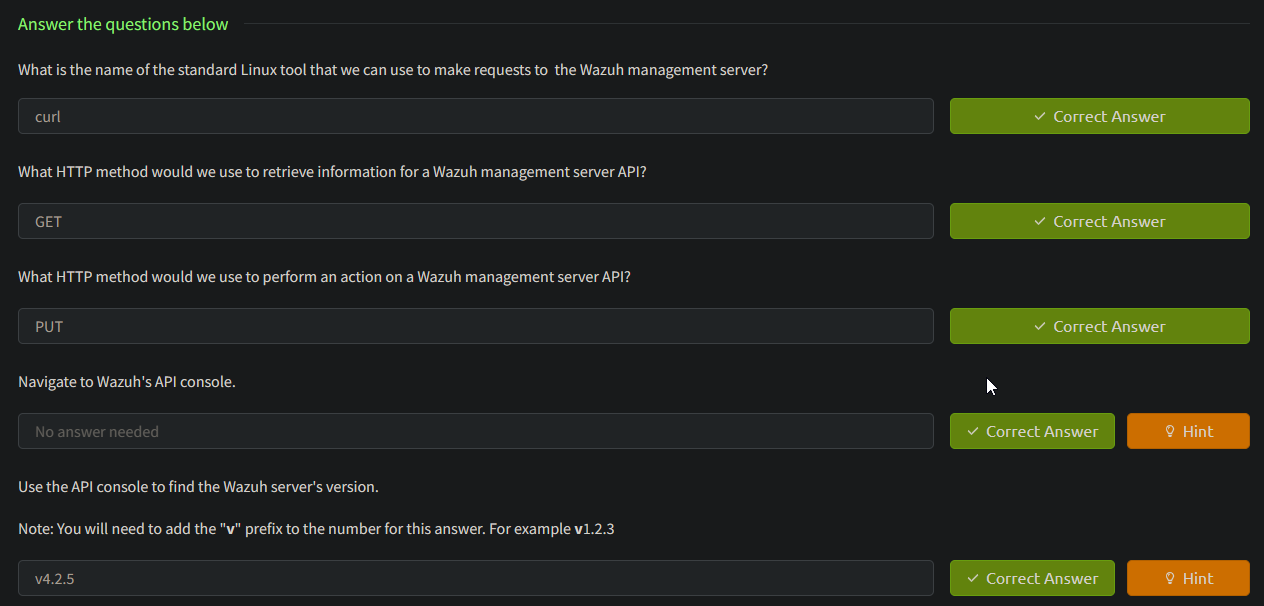 Answer the questions below
What is the name of the standard Linux tool that we can use to make requests to  the Wazuh management server?
curl
✓ Correct Answer
What HTTP method would we use to retrieve information for a Wazuh management server API?
GET
✓ Correct Answer
What HTTP method would we use to perform an action on a Wazuh management server API?
PUT
✓ Correct Answer
Navigate to Wazuh's API console.
No answer needed
✓ Correct Answer
Hint
Use the API console to find the Wazuh server's version.
Note: You will need to add the "v" prefix to the number for this answer. For example v1.2.3
v4.2.5
✓ Correct Answer
Hint